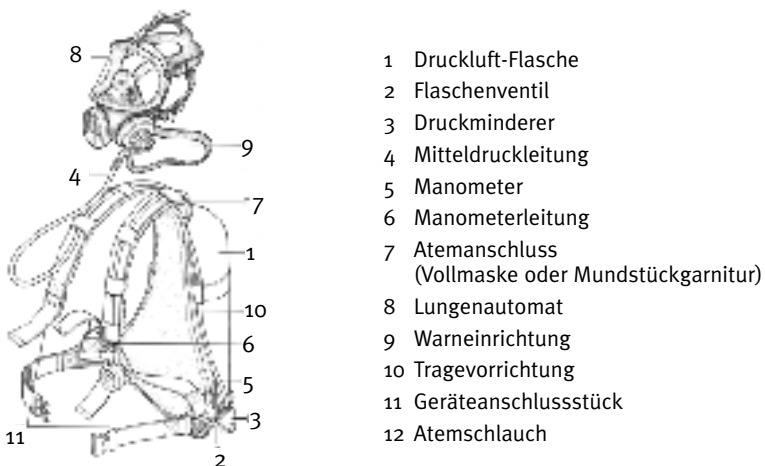 8
9
4
7
1
10
6
5
3
11
2
1 Druckluft-Flasche
2 Flaschenventil
3 Druckminderer
4 Mitteldruckleitung
5 Manometer
6 Manometerleitung
7 Atemanschluss
(Vollmaske oder Mundstückgarnitur)
8 Lungenautomat
9 Warneinrichtung
10 Tragevorrichtung
11 Geräteanschlussstück
12 Atemschlauch